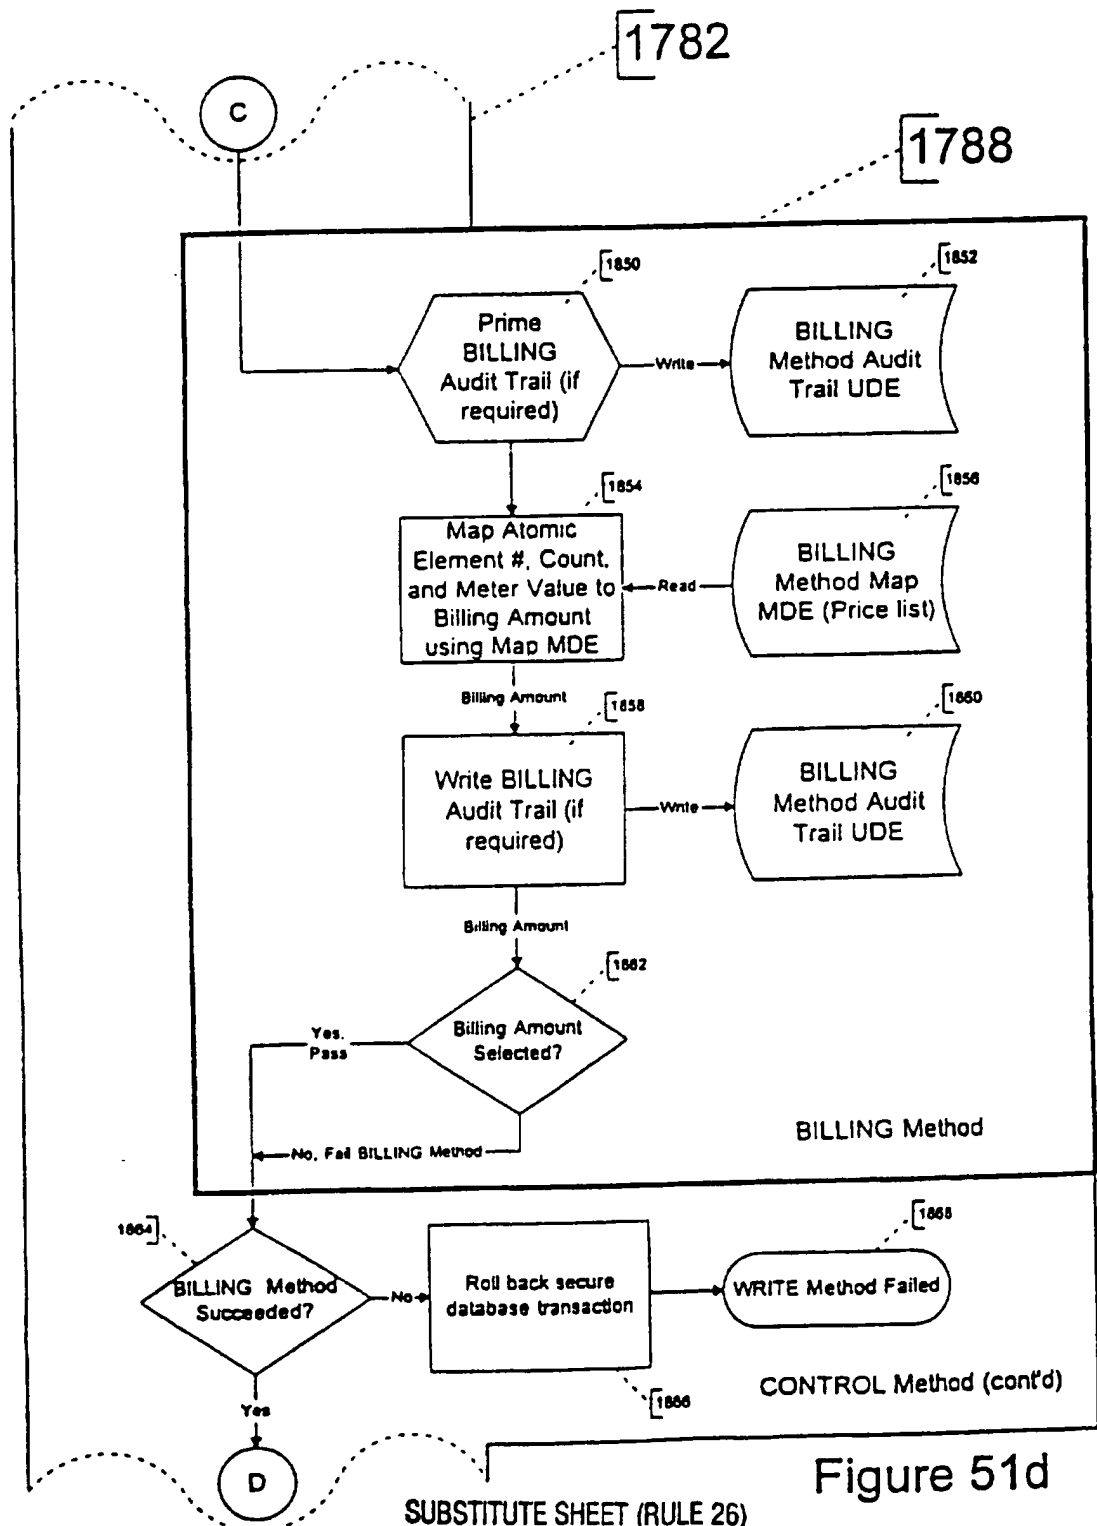 1782
C
1788
1850
Prime
BILLING
Audit Trail (if
required)
Write
1852
BILLING
Method Audit
Trail UDE
1854
Map Atomic
Element #, Count,
and Meter Value to
Billing Amount
using Map MDE
Read
1856
BILLING
Method Map
MDE (Price list)
Billing Amount
1858
Write BILLING
Audit Trail (if
required)
Write
1860
BILLING
Method Audit
Trail UDE
Billing Amount
1862
Billing Amount
Selected?
Yes,
Pass
No, Fail BILLING Method
BILLING Method
1864
BILLING Method
Succeeded?
No
Roll back secure
database transaction
1866
1868
WRITE Method Failed
CONTROL Method (cont'd)
Yes
D
Figure 51d
SUBSTITUTE SHEET (RULE 26)